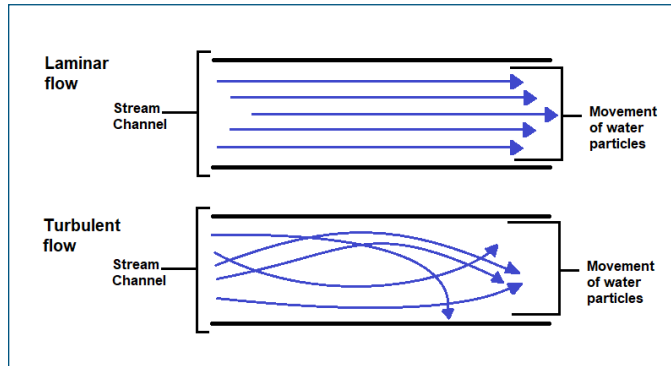 Laminar
flow
Stream
Channel
Movement
of water
particles
Turbulent
flow
Stream
Channel
Movement
of water
particles